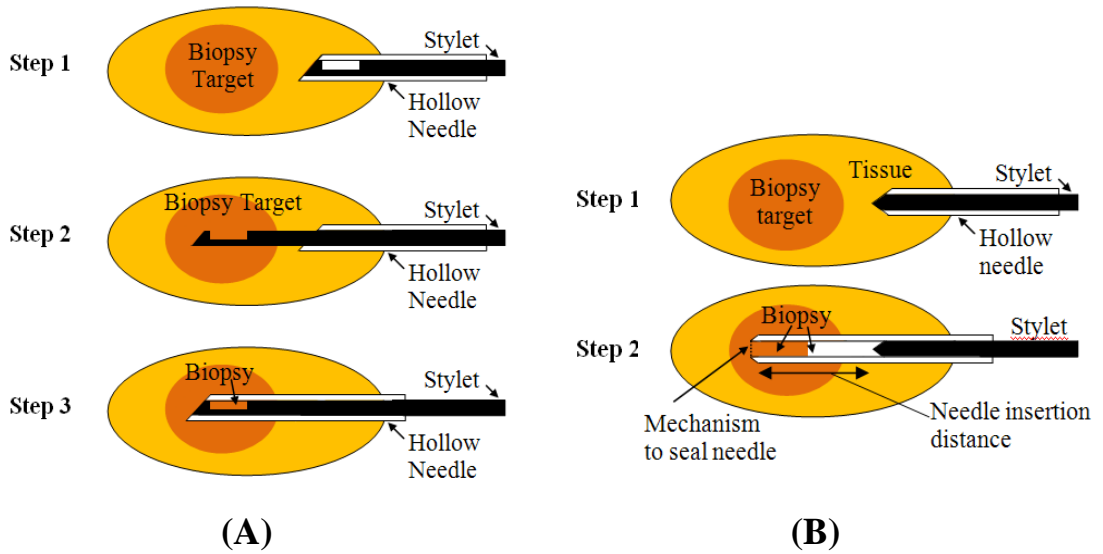 Step 1
Biopsy
Target
Stylet
Hollow
Needle
Step 2
Biopsy Target
Stylet
Hollow
Needle
Step 3
Biopsy
Stylet
Hollow
Needle
(A)
Step 1
Biopsy
target
Tissue
Stylet
Hollow
needle
Step 2
Biopsy
Stylet
Mechanism
to seal needle
Needle insertion
distance
(B)